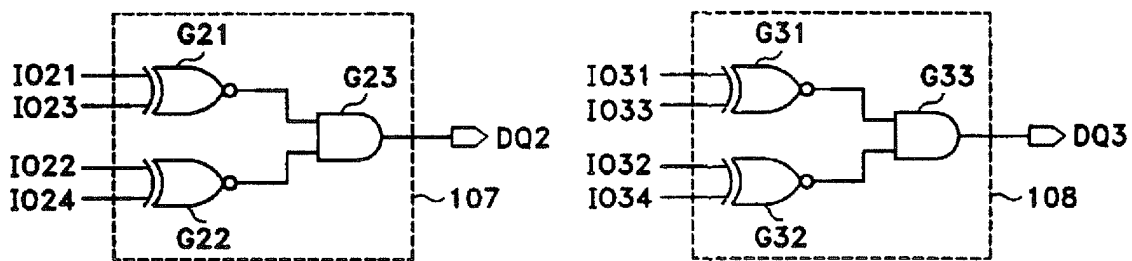 G21
IO21
IO23
G23
DQ2
IO22
IO24
G22
107
G31
IO31
IO33
G33
DQ3
IO32
IO34
G32
108